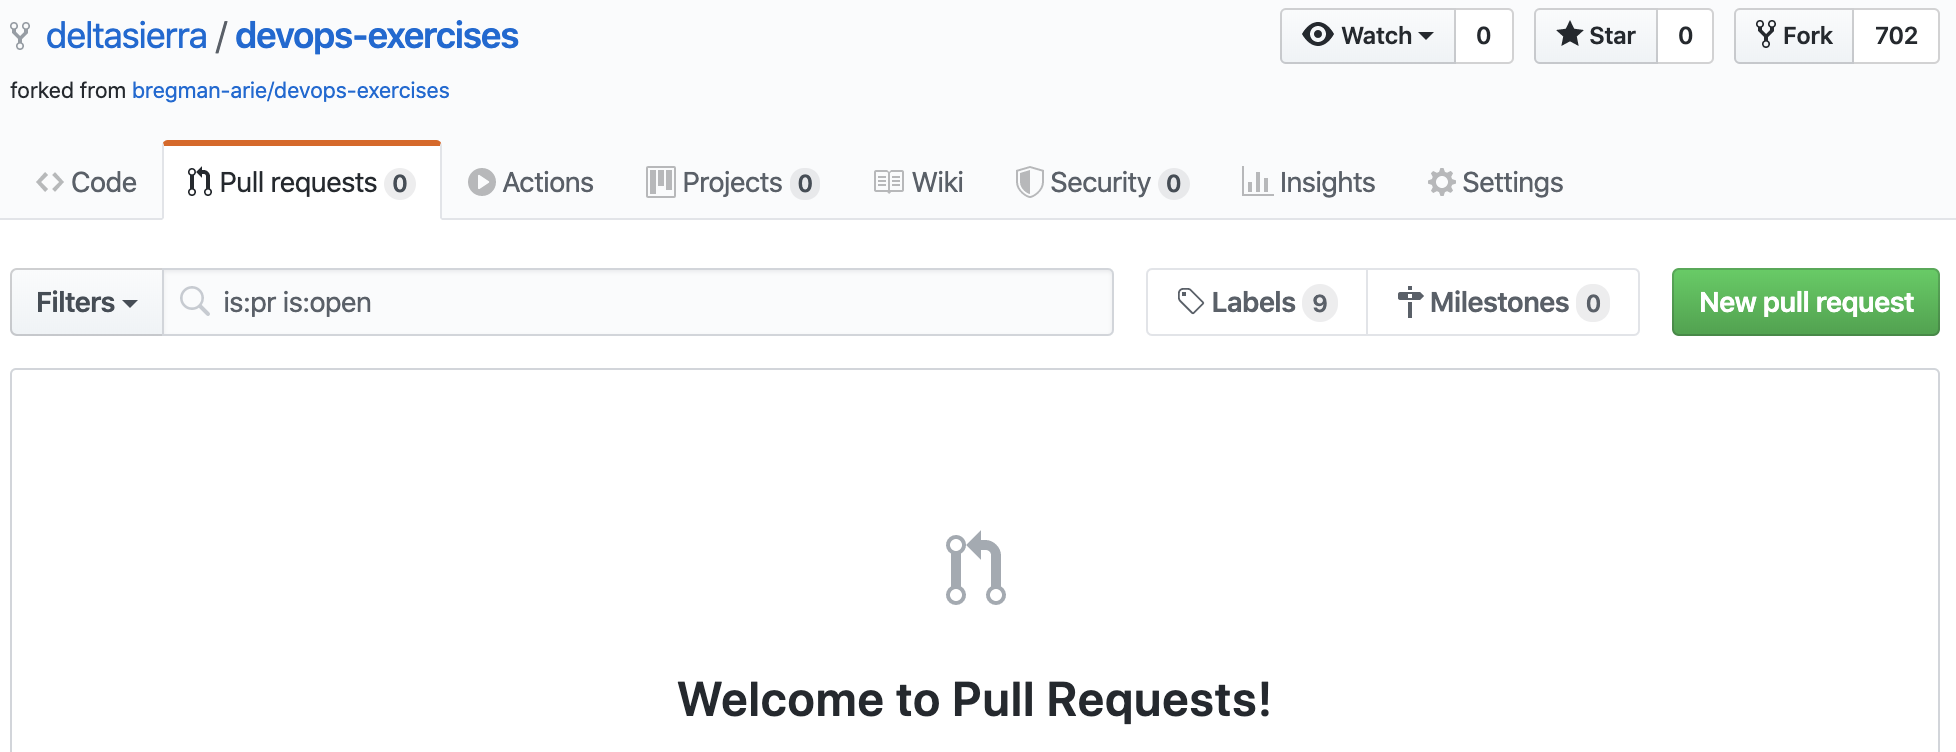 deltasierra / devops-exercises
Watch 0
Star 0
Fork 702
forked from bregman-arie/devops-exercises
Code
Pull requests 0
Actions
Projects 0
Wiki
Security 0
Insights
Settings
Filters
is:pr is:open
Labels 9
Milestones 0
New pull request
Welcome to Pull Requests!